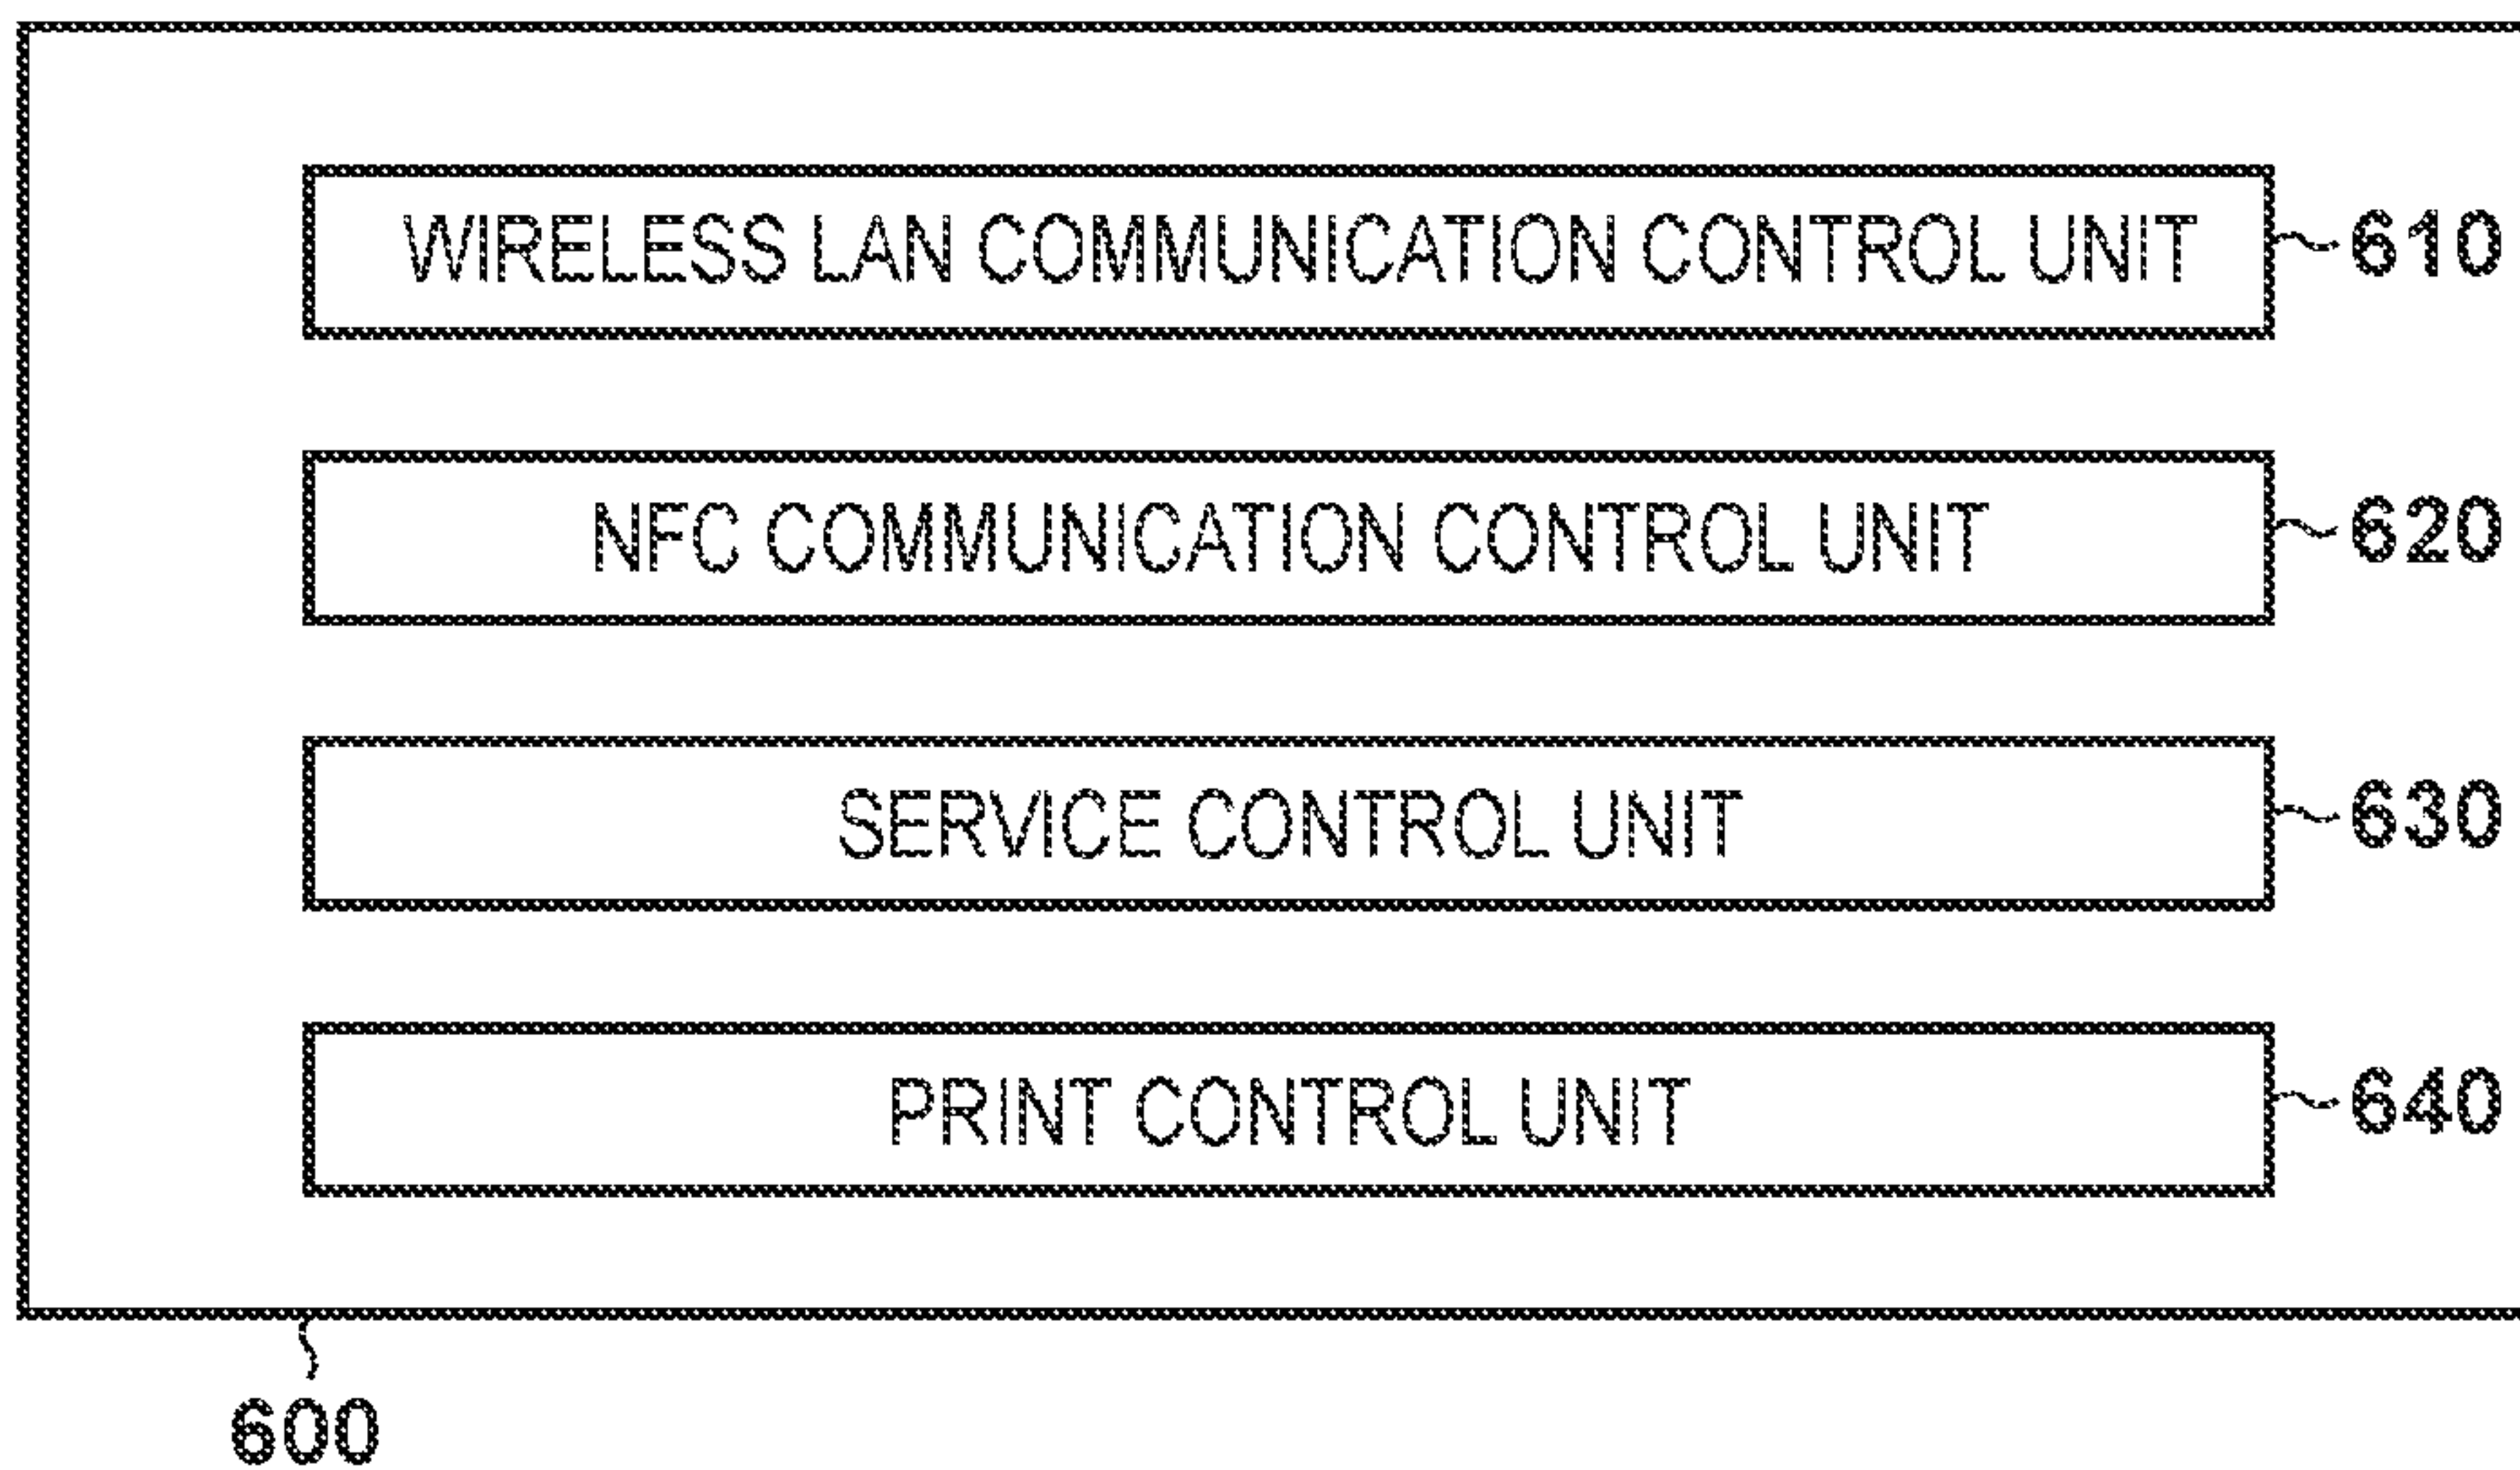 WIRELESS LAN COMMUNICATION CONTROL UNIT 610
NFC COMMUNICATION CONTROL UNIT 620
SERVICE CONTROL UNIT 630
PRINT CONTROL UNIT 640
600